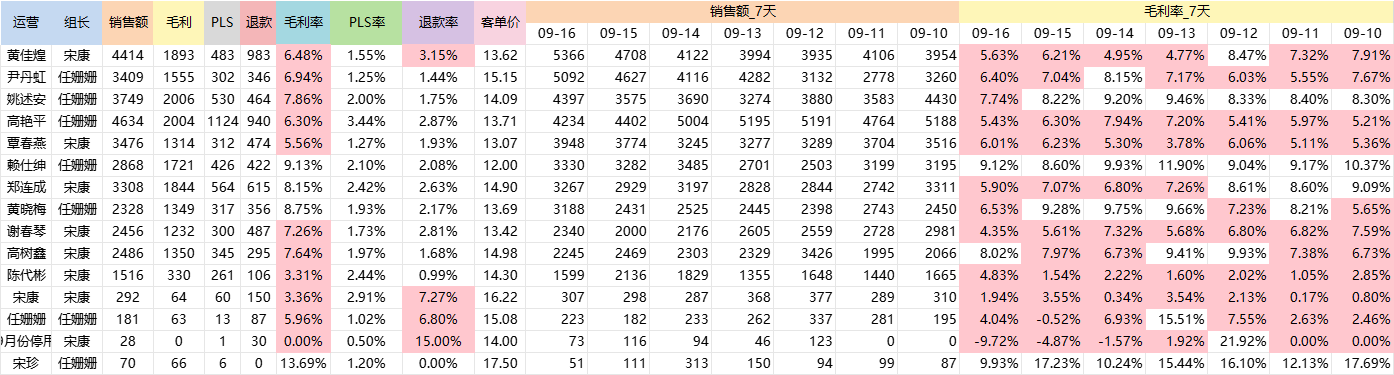 运营 组长 销售额 毛利 PLS 退款 毛利率 PLS率 退款率 客单价 销售额_7天 毛利率_7天
09-16 09-15 09-14 09-13 09-12 09-11 09-10 09-16 09-15 09-14 09-13 09-12 09-11 09-10
黄佳煌 宋康 4414 1893 483 983 6.48% 1.55% 3.15% 13.62 5366 4708 4122 3994 3935 4106 3954 5.63% 6.21% 4.95% 4.77% 8.47% 7.32% 7.91%
尹丹虹 任姗姗 3409 1555 302 346 6.94% 1.25% 1.44% 15.15 5092 4627 4116 4282 3132 2778 3260 6.40% 7.04% 8.15% 7.17% 6.03% 5.55% 7.67%
姚述安 任姗姗 3749 2006 530 464 7.86% 2.00% 1.75% 14.09 4397 3575 3690 3274 3880 3583 4430 7.74% 8.22% 9.20% 9.46% 8.33% 8.40% 8.30%
高艳平 任姗姗 4634 2004 1124 940 6.30% 3.44% 2.87% 13.71 4234 4402 5004 5195 5191 4764 5188 5.43% 6.30% 7.94% 7.20% 5.41% 5.97% 5.21%
覃春燕 宋康 3476 1314 312 474 5.56% 1.27% 1.93% 13.07 3948 3774 3245 3277 3289 3704 3516 6.01% 6.23% 5.30% 3.78% 6.06% 5.11% 5.36%
赖仕绅 任姗姗 2868 1721 426 422 9.13% 2.10% 2.08% 12.00 3330 3282 3485 2701 2503 3199 3195 9.12% 8.60% 9.93% 11.90% 9.04% 9.17% 10.37%
郑连成 宋康 3308 1844 564 615 8.15% 2.42% 2.63% 14.90 3267 2929 3197 2828 2844 2742 3311 5.90% 7.07% 6.80% 7.26% 8.61% 8.60% 9.09%
黄晓梅 任姗姗 2328 1349 317 356 8.75% 1.93% 2.17% 13.69 3188 2431 2525 2445 2398 2743 2450 6.53% 9.28% 9.75% 9.66% 7.23% 8.21% 5.65%
谢春琴 宋康 2456 1232 300 487 7.26% 1.73% 2.81% 13.42 2340 2000 2176 2605 2559 2728 2981 4.35% 5.61% 7.32% 5.68% 6.80% 6.82% 7.59%
高树鑫 宋康 2486 1350 345 295 7.64% 1.97% 1.68% 14.98 2245 2469 2303 2329 3426 1995 2066 8.02% 7.97% 6.73% 9.41% 9.93% 7.38% 6.73%
陈代彬 宋康 1516 330 261 106 3.31% 2.44% 0.99% 14.30 1599 2136 1829 1355 1648 1440 1665 4.83% 1.54% 2.22% 1.60% 2.02% 1.05% 2.85%
宋康 宋康 292 64 60 150 3.36% 2.91% 7.27% 16.22 307 298 287 368 377 289 310 1.94% 3.55% 0.34% 3.54% 2.13% 0.17% 0.80%
任姗姗 任姗姗 181 63 13 87 5.96% 1.02% 6.80% 15.08 223 182 233 262 337 281 195 4.04% -0.52% 6.93% 15.51% 7.55% 2.63% 2.46%
月份停用 宋康 28 0 1 30 0.00% 0.50% 15.00% 14.00 73 116 94 46 123 0 0 -9.72% -4.87% -1.57% 1.92% 21.92% 0.00% 0.00%
宋珍 任姗姗 70 66 6 0 13.69% 1.20% 0.00% 17.50 51 111 313 150 94 99 87 9.93% 17.23% 10.24% 15.44% 16.10% 12.13% 17.69%